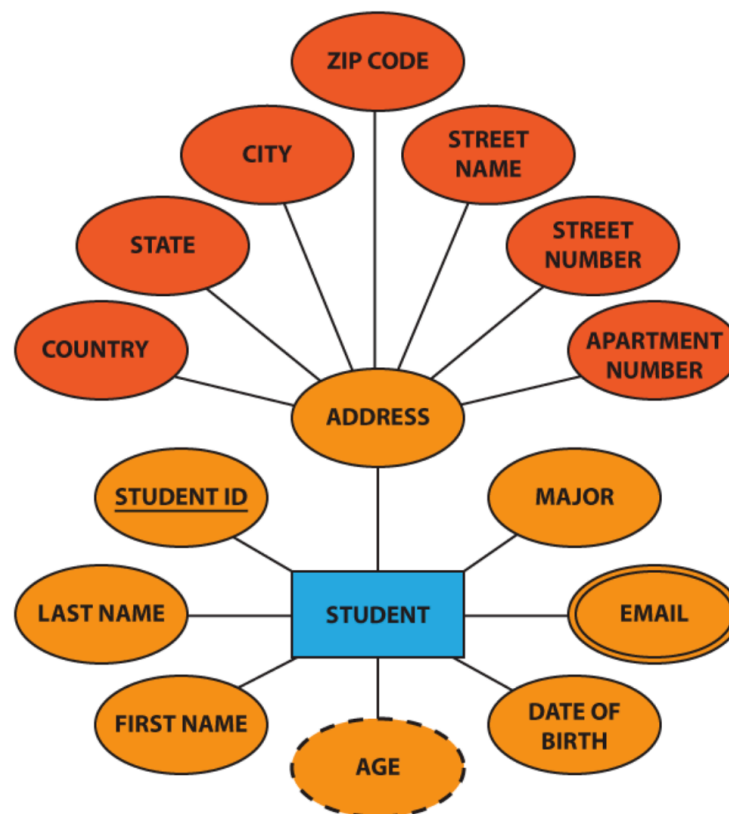 ZIP CODE
CITY
STREET
NAME
STATE
STREET
NUMBER
COUNTRY
APARTMENT
NUMBER
ADDRESS
STUDENT ID
MAJOR
LAST NAME
STUDENT
EMAIL
FIRST NAME
DATE OF
BIRTH
AGE